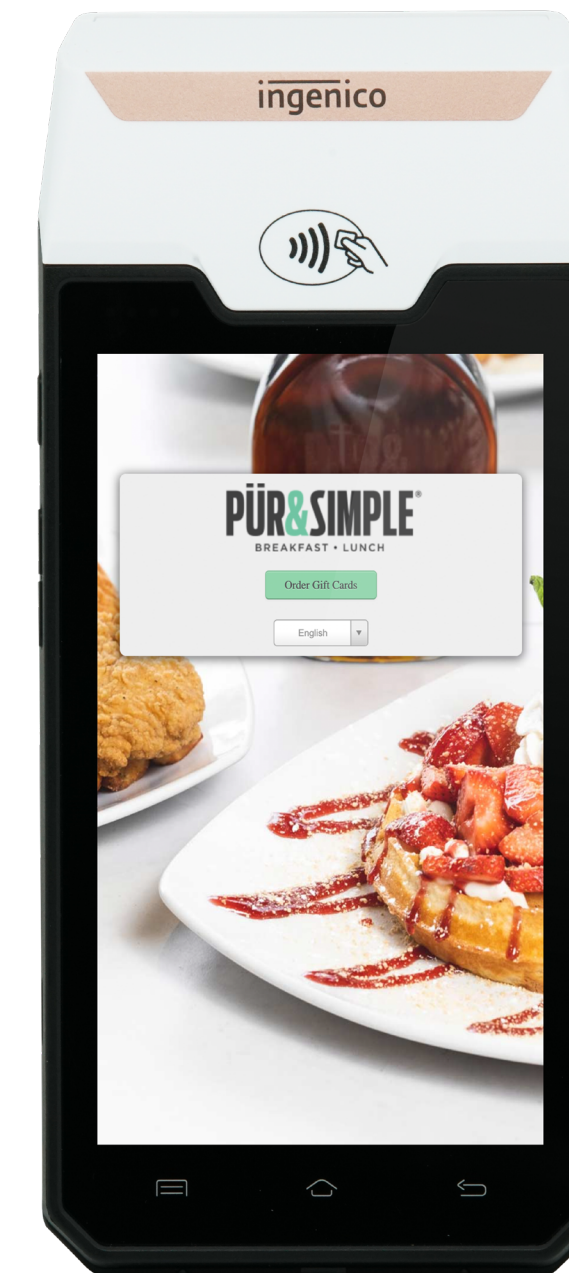 ingenico
PÜR&SIMPLE®
BREAKFAST • LUNCH
Order Gift Cards
English